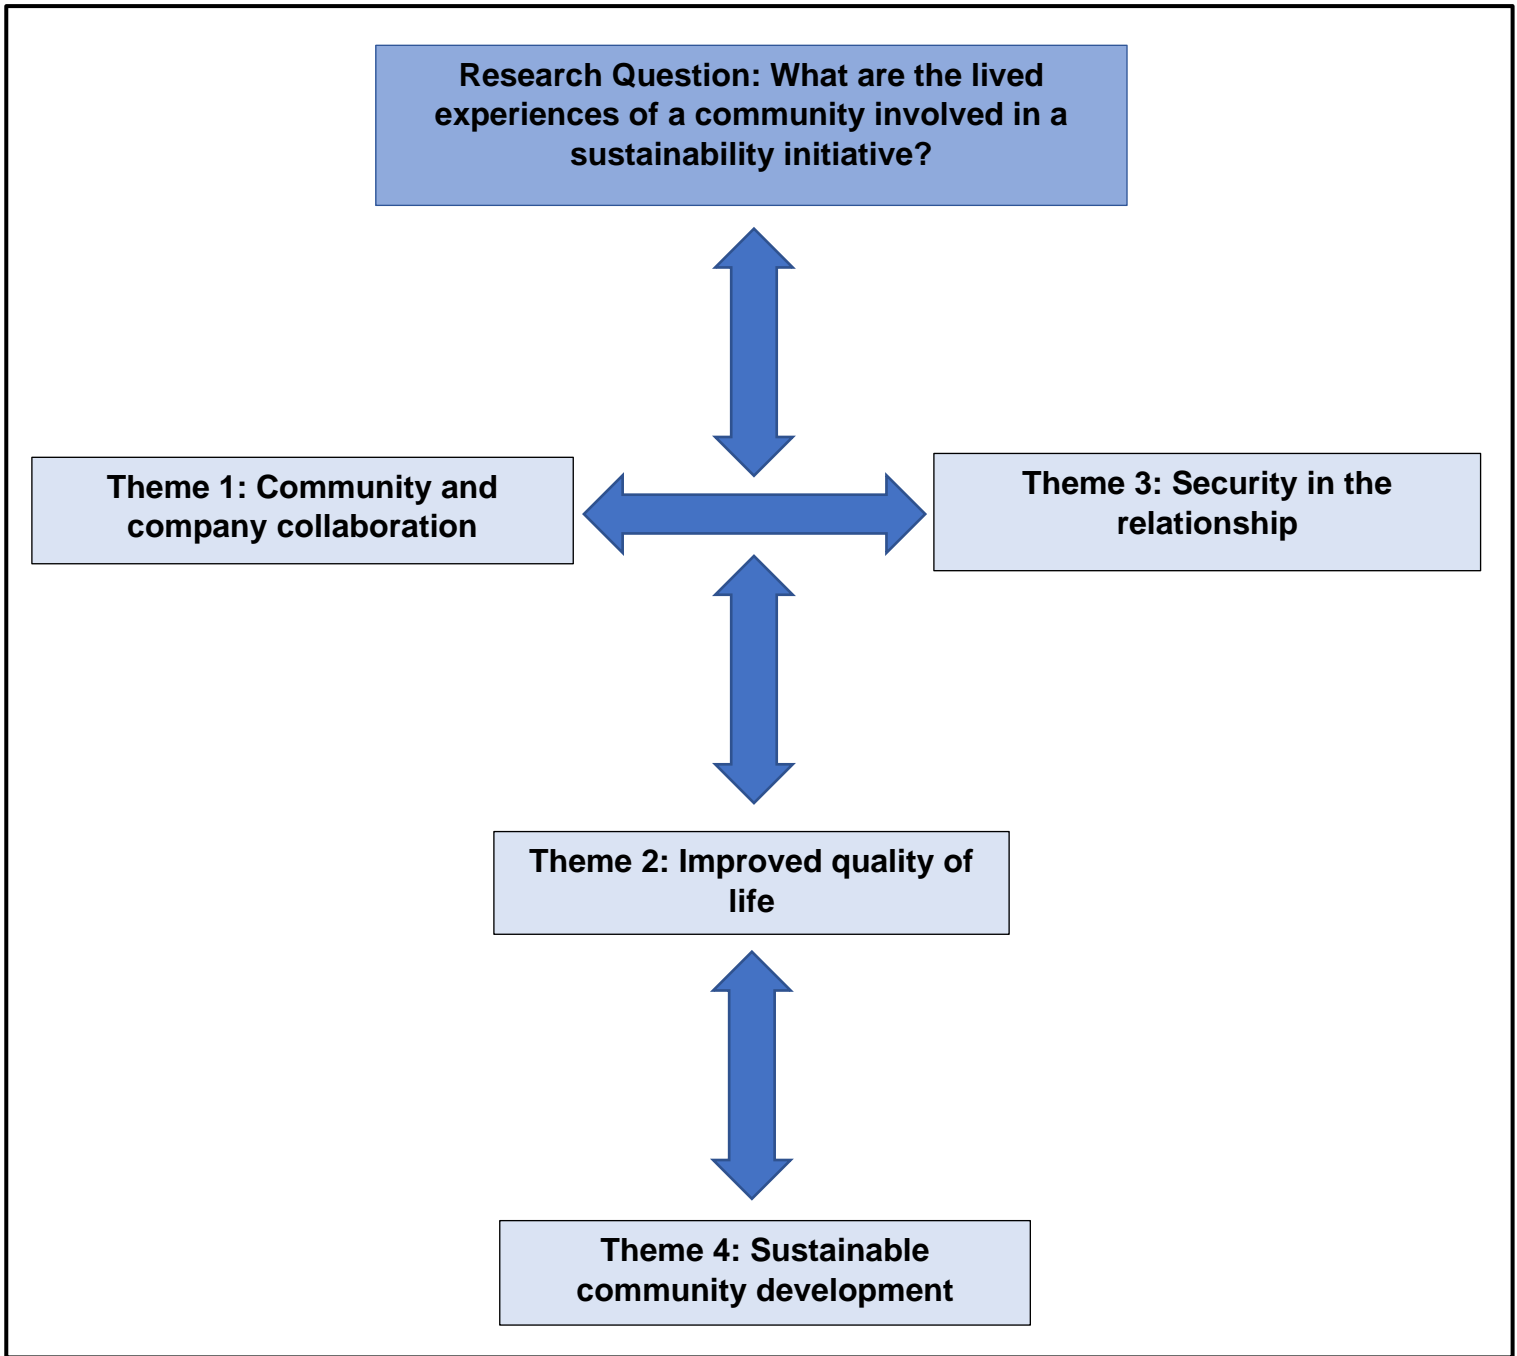 Research Question: What are the lived
experiences of a community involved in a
sustainability initiative?
Theme 1: Community and
company collaboration
Theme 3: Security in the
relationship
Theme 2: Improved quality of
life
Theme 4: Sustainable
community development